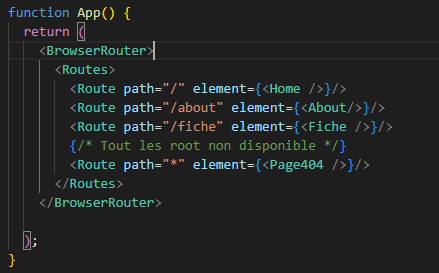 function App() {
return (
<BrowserRouter>
<Routes>
<Route path="/" element={<Home />}/>
<Route path="/about" element={<About/>}/>
<Route path="/fiche" element={<Fiche />}/>
{/* Tout les root non disponible */}
<Route path="*" element={<Page404 />}/>
</Routes>
</BrowserRouter>
);
}